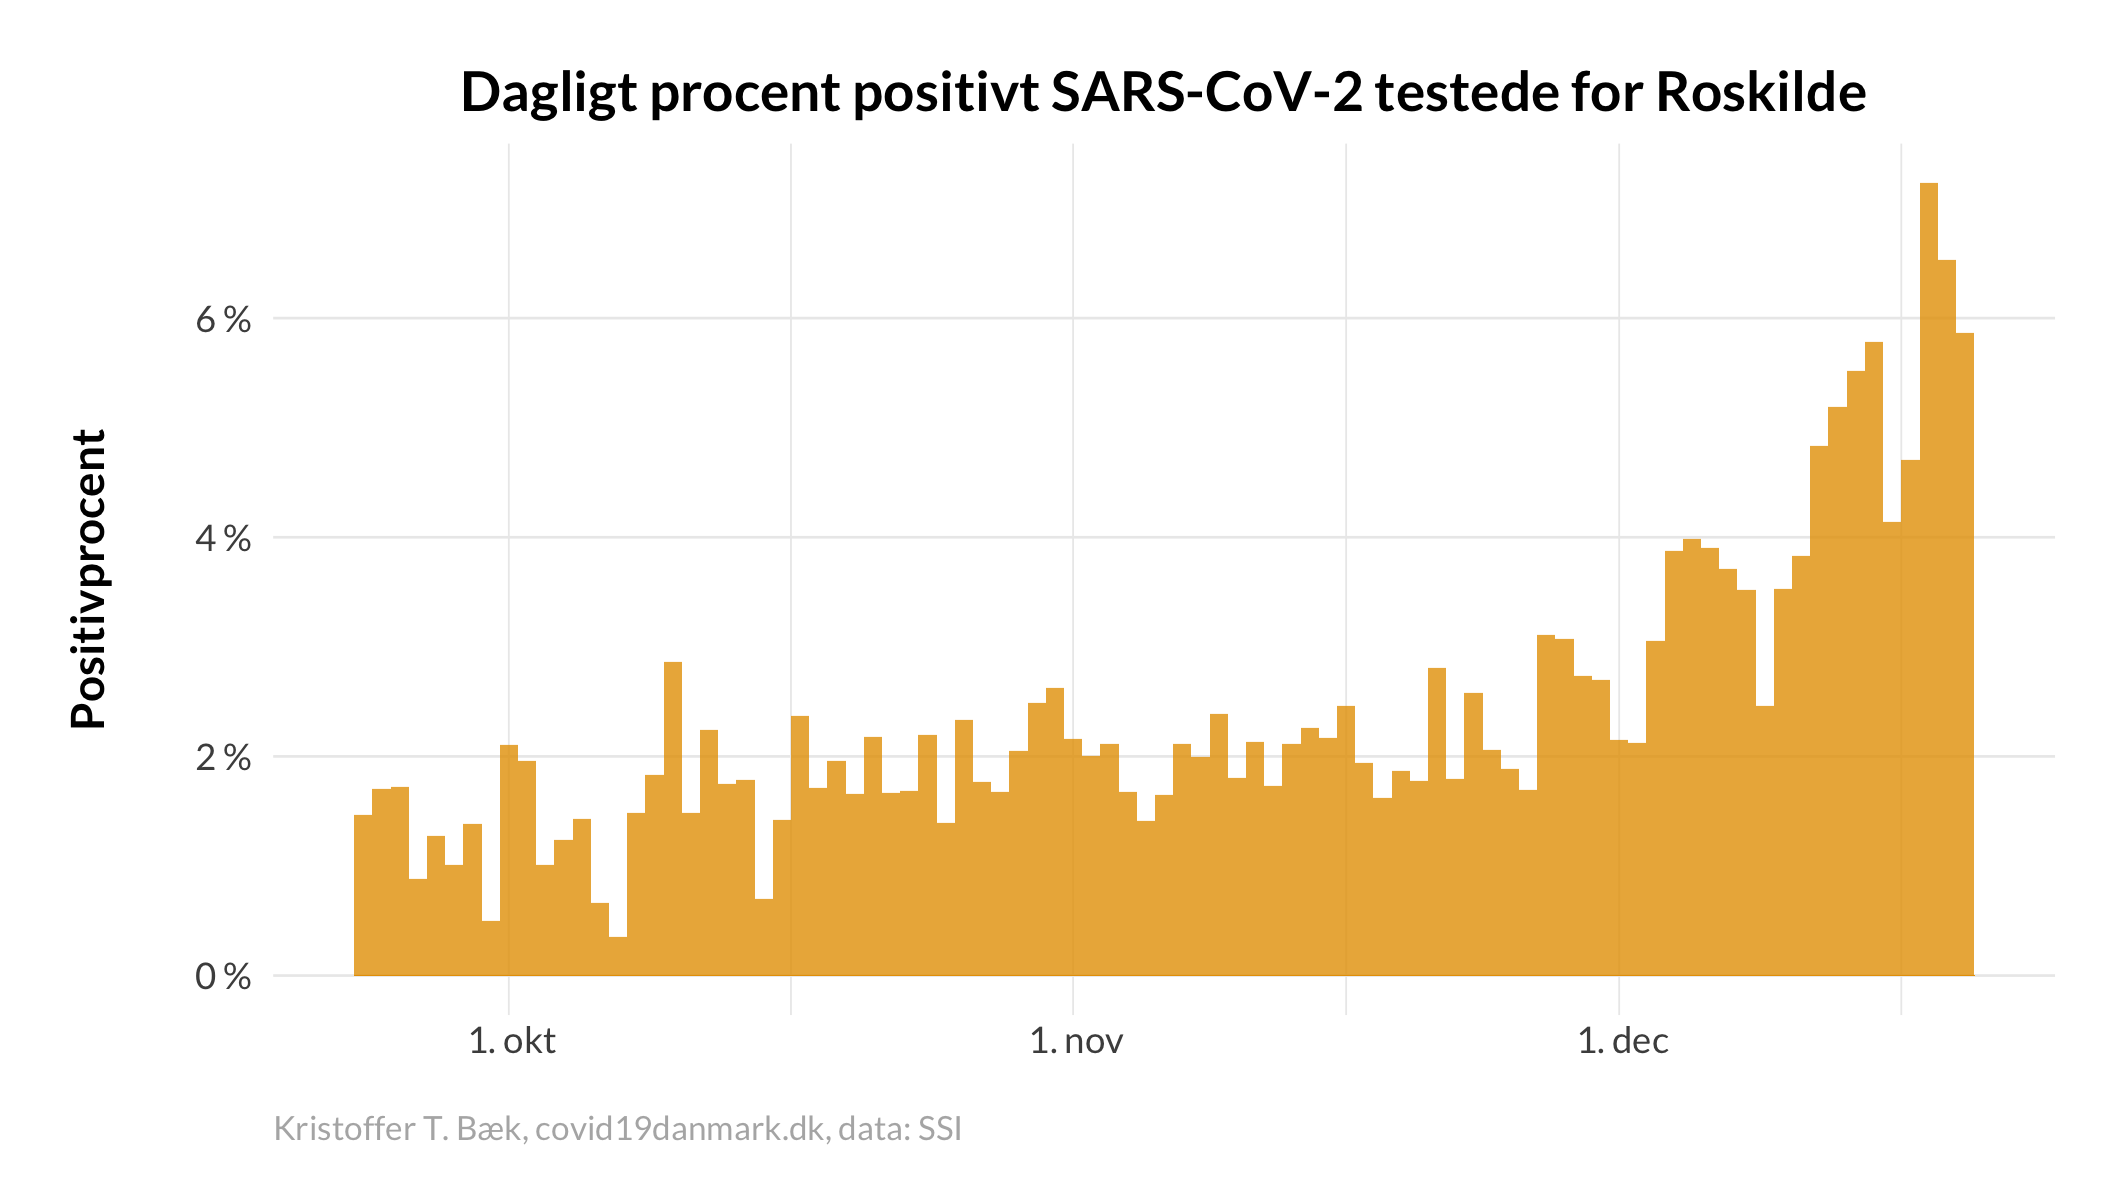 Dagligt procent positivt SARS-CoV-2 testede for Roskilde
Positivprocent
6 %
4 %
2 %
0 %
1. okt
1. nov
1. dec
Kristoffer T. Bæk, covid19danmark.dk, data: SSI